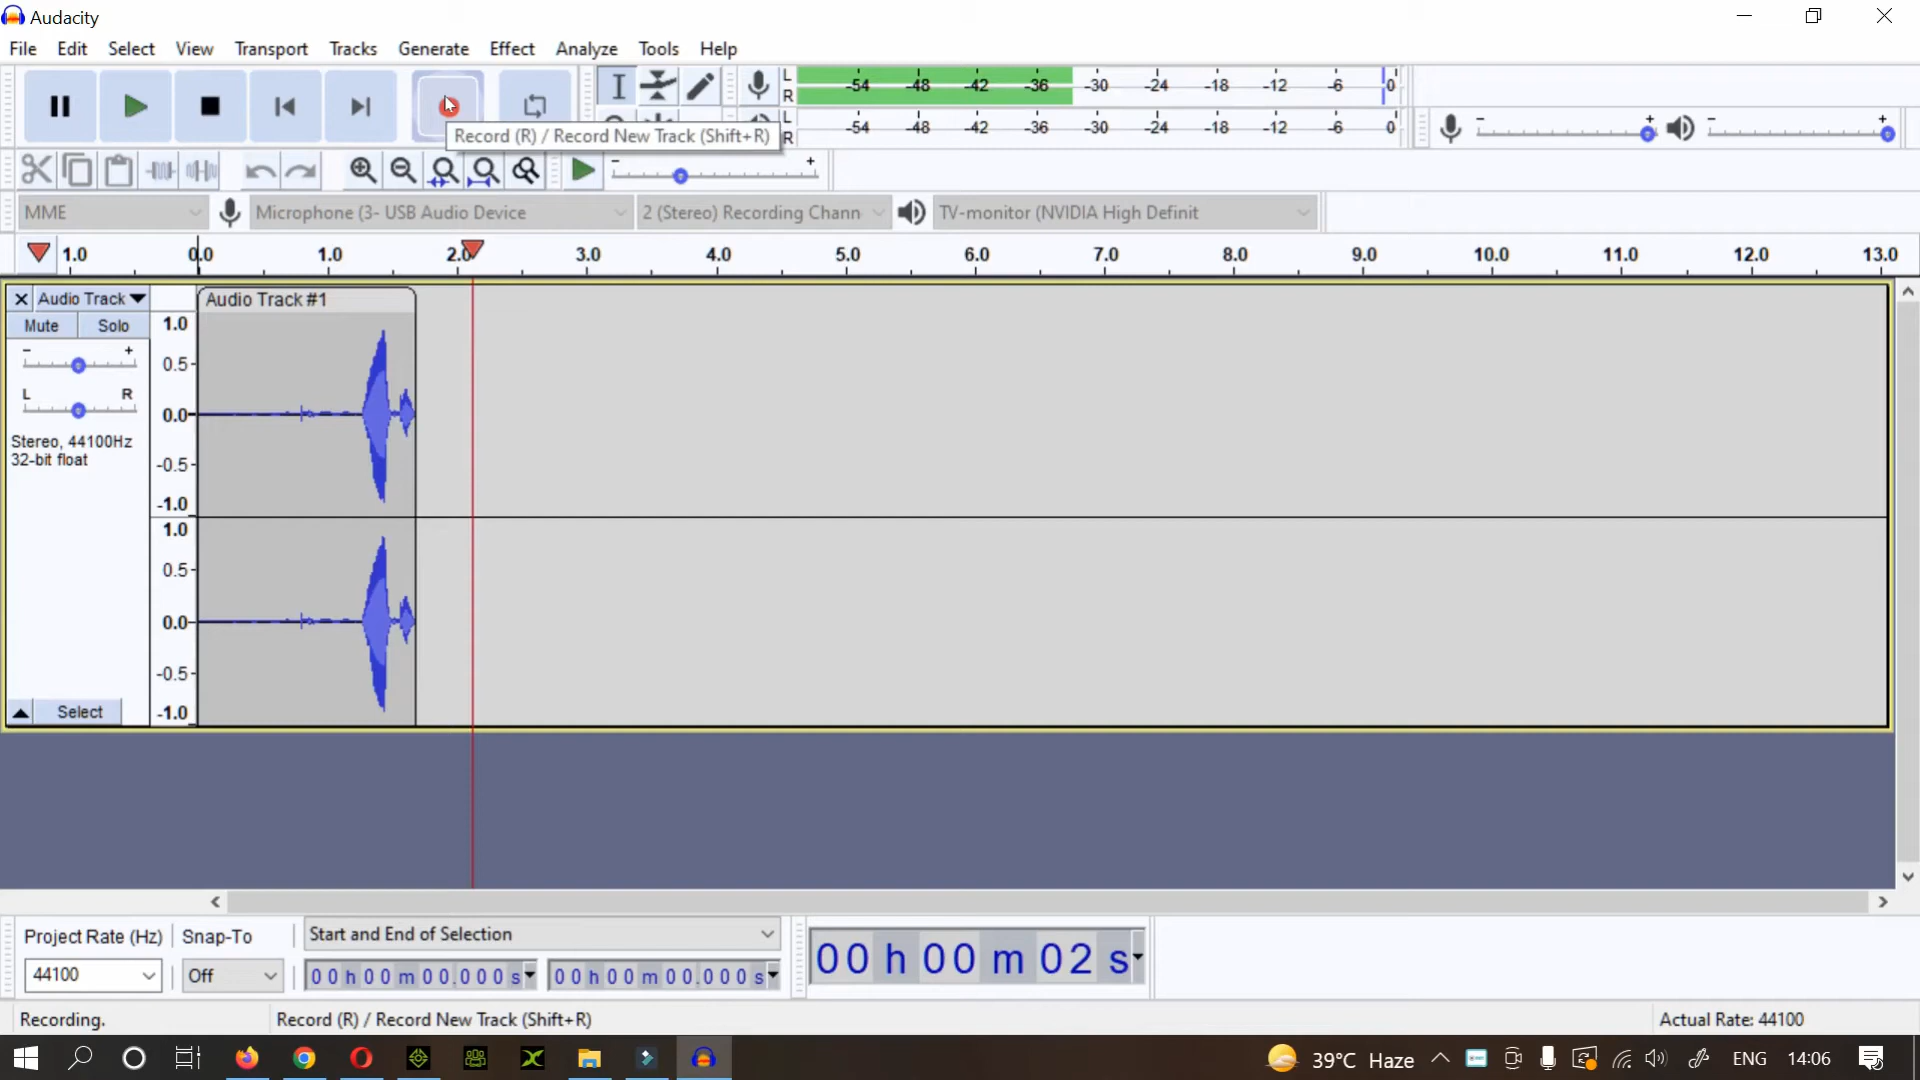 Audacity
File Edit Select View Transport Tracks Generate Effect Analyze Tools Help
L
R
-54 -48 -42 -36 -30 -24 -18 -12 -6 0
Record (R) / Record New Track (Shift+R)
L
R
-54 -48 -42 -36 -30 -24 -18 -12 -6 0
MME
Microphone (3- USB Audio Device
2 (Stereo) Recording Chann
TV-monitor (NVIDIA High Definit
1.0 0.0 1.0 2.0 3.0 4.0 5.0 6.0 7.0 8.0 9.0 10.0 11.0 12.0 13.0
Audio Track
Audio Track #1
Mute Solo
L R
Stereo, 44100Hz
32-bit float
1.0
0.5
0.0
-0.5
-1.0
1.0
0.5
0.0
-0.5
-1.0
Select
Project Rate (Hz)
Snap-To
Start and End of Selection
44100
Off
00 h 00 m 00.000 s
00 h 00 m 00.000 s
00 h 00 m 02 s
Recording.
Record (R) / Record New Track (Shift+R)
Actual Rate: 44100
39°C Haze
ENG
14:06